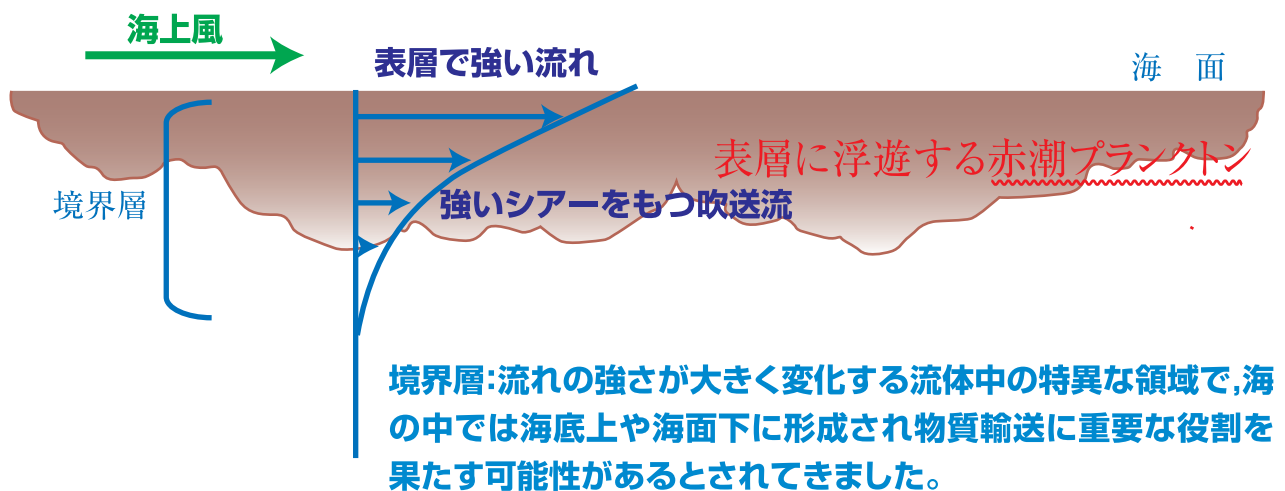 海上風
表層で強い流れ
海 面
表層に浮遊する赤潮プランクトン
境界層
強いシアーをもつ吹送流
境界層:流れの強さが大きく変化する流体中の特異な領域で,海
の中では海底上や海面下に形成され物質輸送に重要な役割を
果たす可能性があるとされてきました。